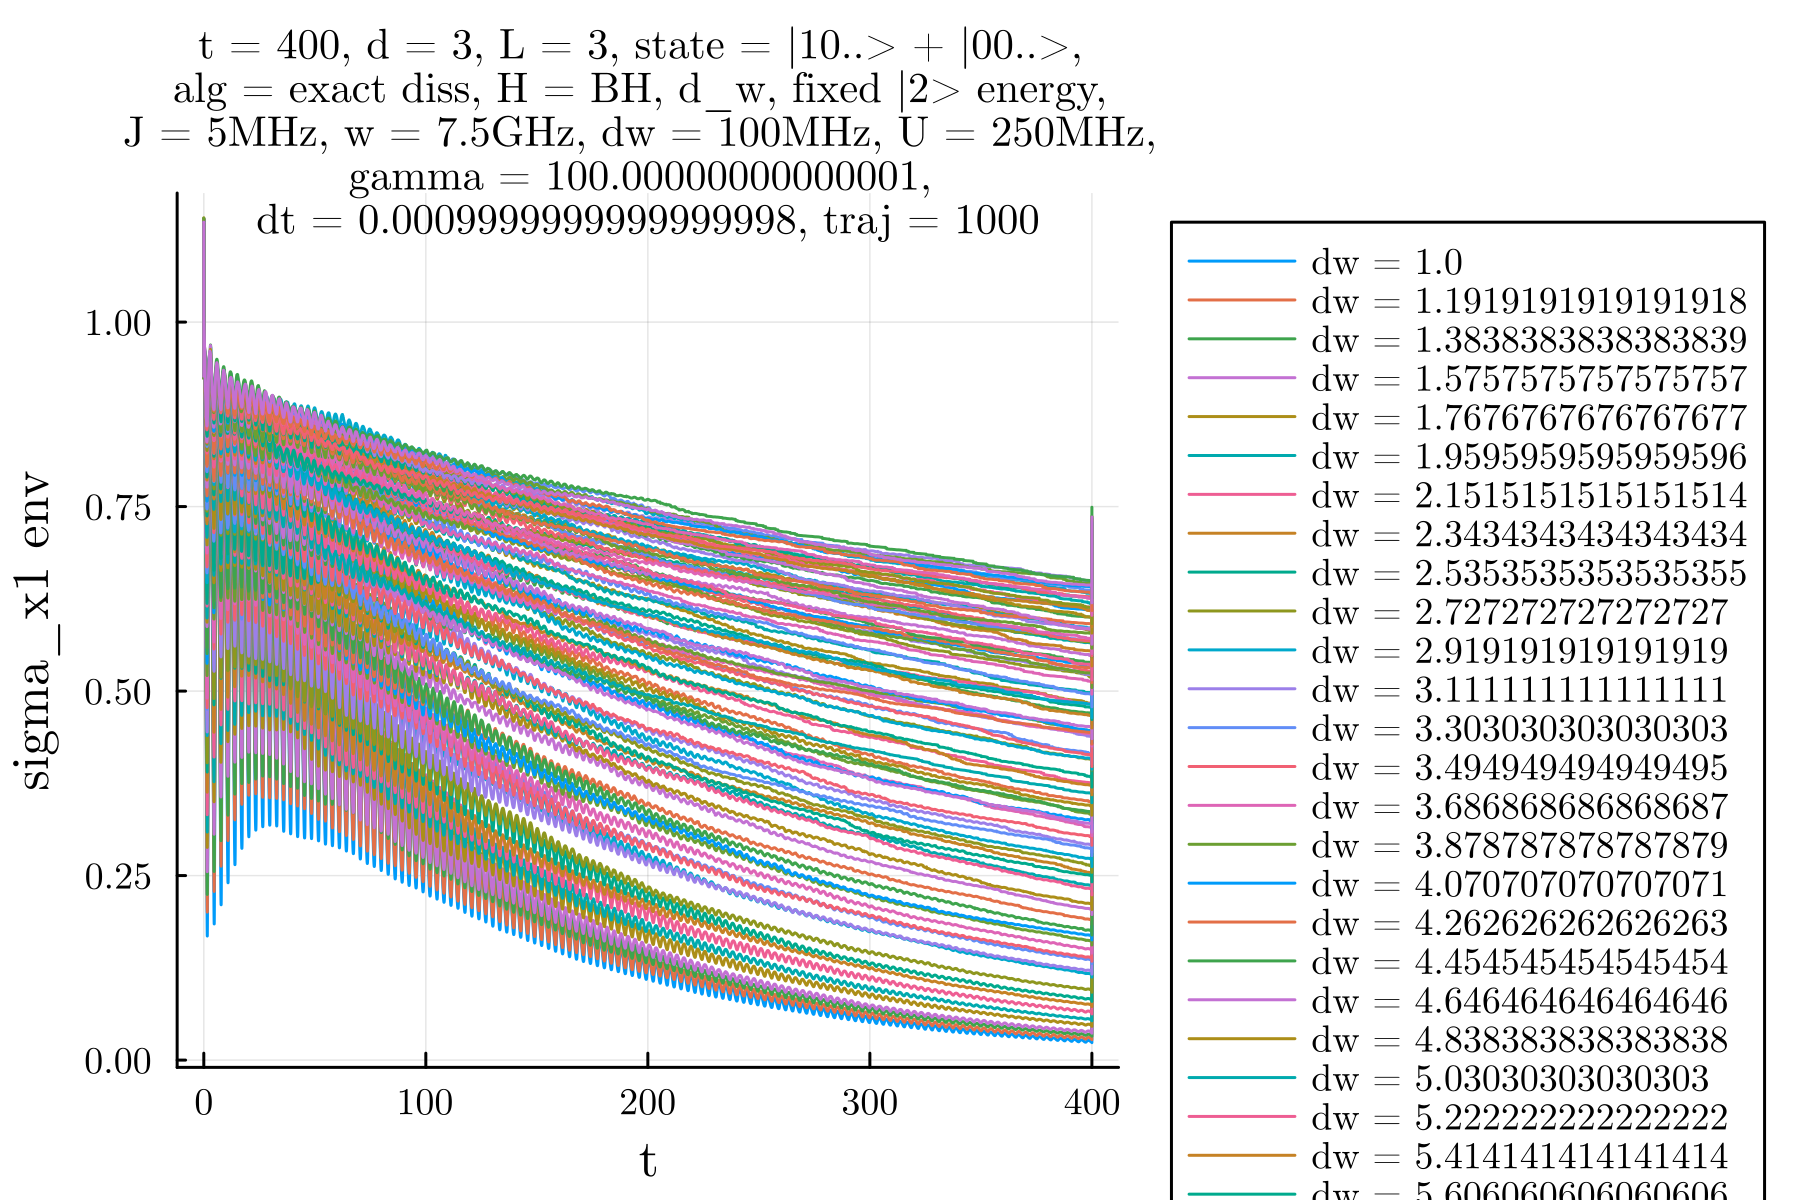 t = 400, d = 3, L = 3, state = |10..> + |00..>,
alg = exact diss, H = BH, d_w, fixed |2> energy,
J = 5MHz, w = 7.5GHz, dw = 100MHz, U = 250MHz,
gamma = 100.00000000000001,
dt = 0.0009999999999999998, traj = 1000
sigma_x1 env
1.00
0.75
0.50
0.25
0.00
0 100 200 300 400
t
dw = 1.0
dw = 1.1919191919191918
dw = 1.3838383838383839
dw = 1.5757575757575757
dw = 1.7676767676767677
dw = 1.9595959595959596
dw = 2.1515151515151514
dw = 2.3434343434343434
dw = 2.5353535353535355
dw = 2.727272727272727
dw = 2.919191919191919
dw = 3.111111111111111
dw = 3.303030303030303
dw = 3.494949494949495
dw = 3.686868686868687
dw = 3.878787878787879
dw = 4.070707070707071
dw = 4.262626262626263
dw = 4.454545454545454
dw = 4.646464646464646
dw = 4.838383838383838
dw = 5.03030303030303
dw = 5.222222222222222
dw = 5.414141414141414
dw = 5.606060606060606